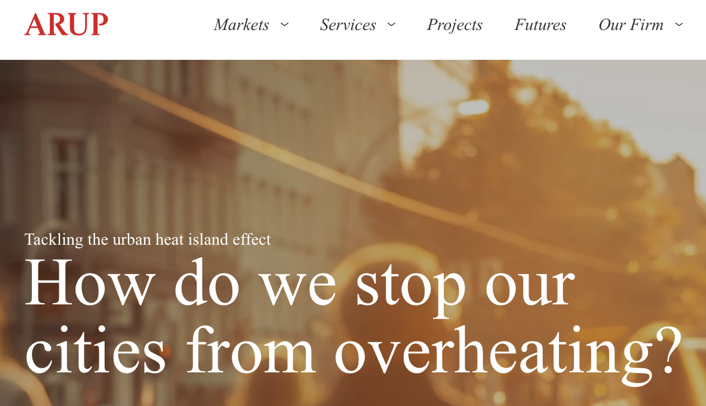 ARUP
Markets Services Projects Futures Our Firm
Tackling the urban heat island effect
How do we stop our
cities from overheating?